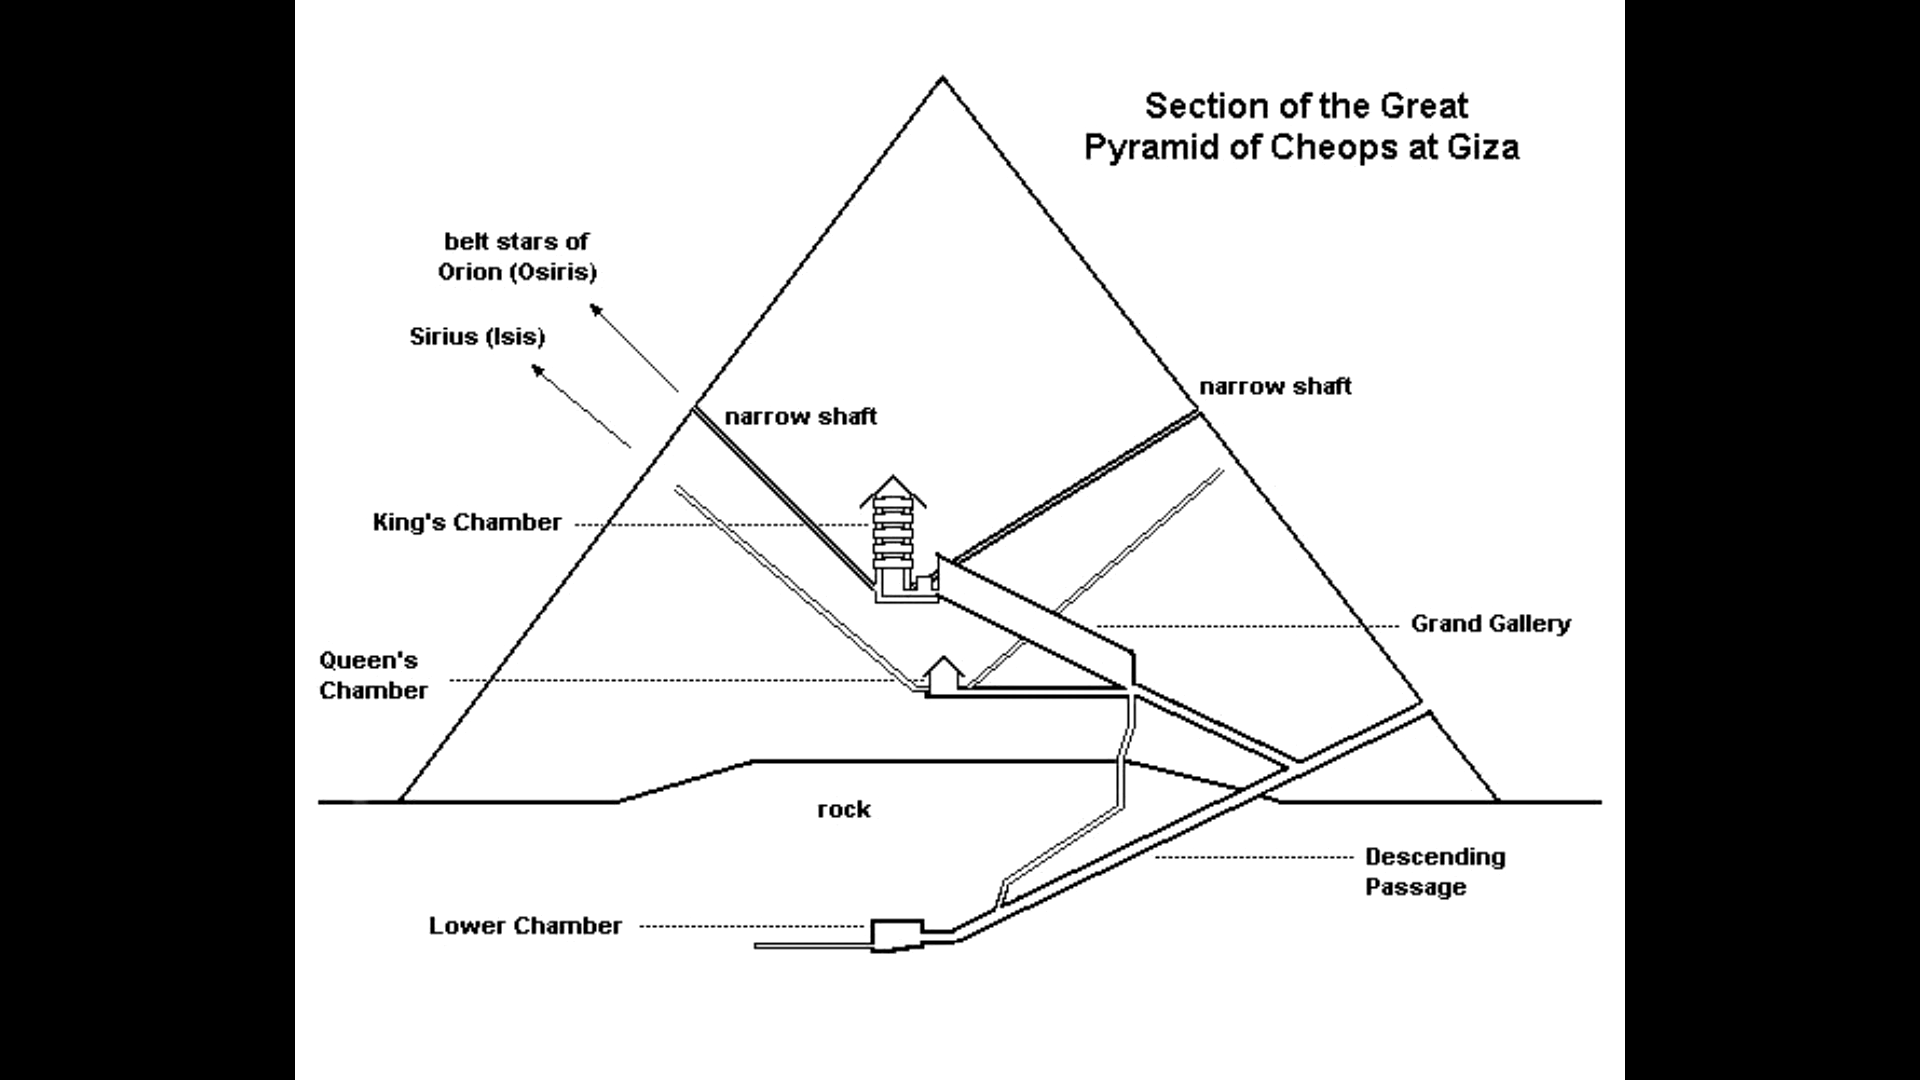 Section of the Great
Pyramid of Cheops at Giza
belt stars of
Orion (Osiris)
Sirius (Isis)
narrow shaft
narrow shaft
King's Chamber
Grand Gallery
Queen's
Chamber
rock
Descending
Passage
Lower Chamber